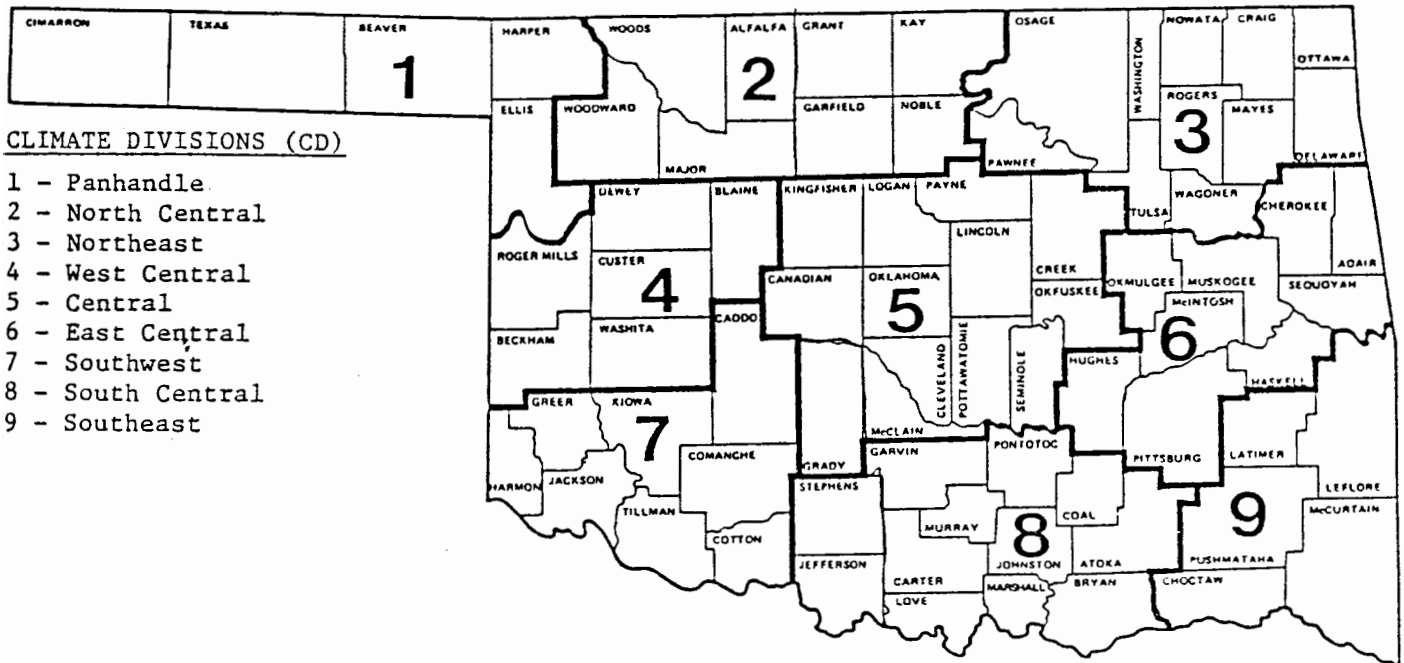 CIMARRON TEXAS BEAVER HARPER WOODS ALFALFA GRANT KAY OSAGE NOWATA CRAIG
1 2 WASHINGTON OTTAWA
ELLIS WOODWARD GARFIELD NOBLE ROGERS MAYES
3
CLIMATE DIVISIONS (CD)
MAJOR PAWNEE DELAWARE
1 - Panhandle
2 - North Central
3 - Northeast
4 - West Central
5 - Central
6 - East Central
7 - Southwest
8 - South Central
9 - Southeast
DEWEY BLAINE KINGFISHER LOGAN PAYNE WAGONER
TULSA CHEROKEE
LINCOLN
ROGER MILLS CUSTER CANADIAN OKLAHOMA CREEK OKMULGEE MUSKOGEE ADAIR
4 5 OKFUSKEE McINTOSH SEQUOYAH
BECKHAM WASHITA CADDO 6
CLEVELAND POTTAWATOMIE SEMINOLE HUGHES HASKELL
GREER KIOWA
7 McCLAIN
COMANCHE GRADY GARVIN PONTOTOC PITTSBURG LATIMER
HARMON JACKSON STEPHENS LEFLORE
TILLMAN MURRAY 8 COAL 9 McCURTAIN
COTTON JEFFERSON JOHNSTON ATOKA PUSHMATAHA
CARTER MARSHALL BRYAN CHOCTAW
LOVE